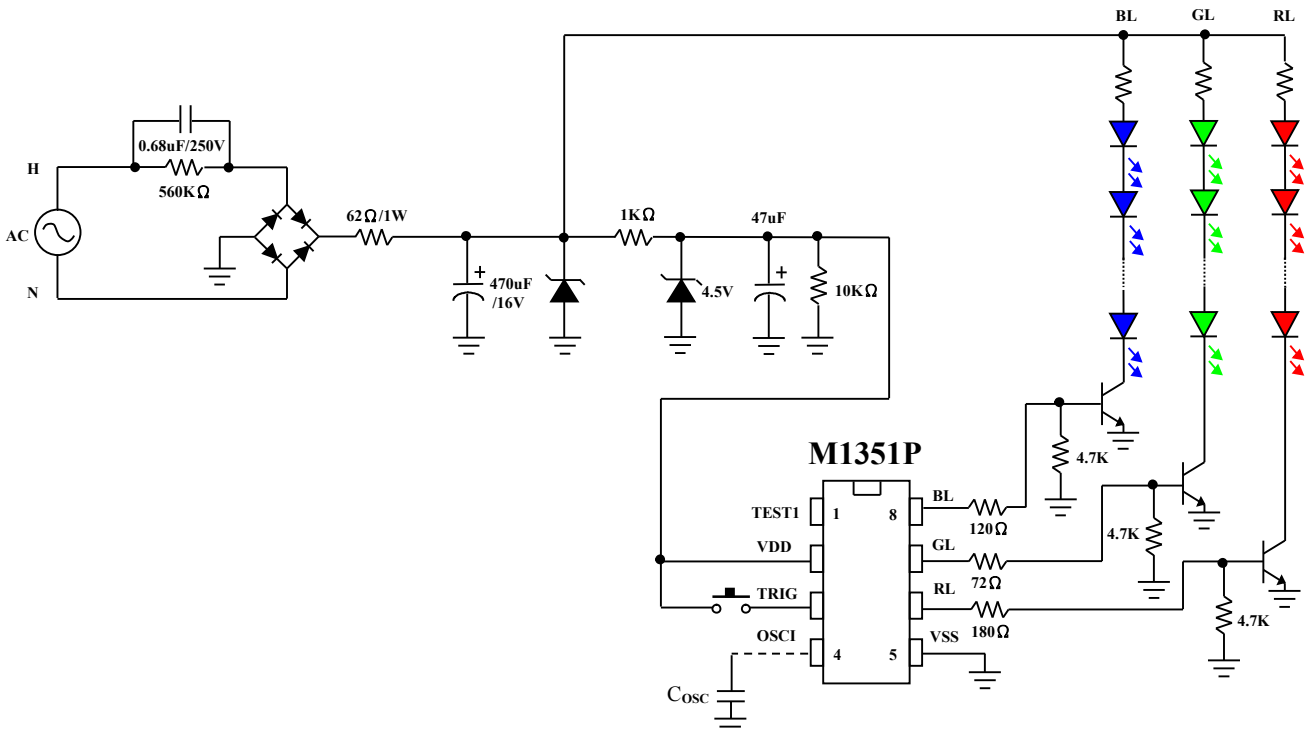 BL GL RL
0.68uF/250V
H
560KΩ
AC
N
62Ω/1W
1KΩ
47uF
470uF
/16V
4.5V
10KΩ
M1351P
4.7K
TEST1 1 8 BL
120Ω
4.7K
VDD GL
72Ω
TRIG RL
180Ω
4.7K
OSCI 4 5 VSS
COSC